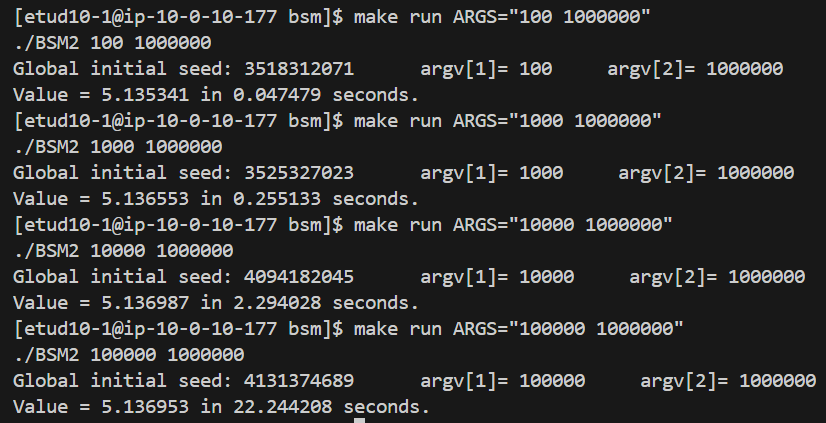 [etud10-1@ip-10-0-10-177 bsm]$ make run ARGS="100 1000000"
./BSM2 100 1000000
Global initial seed: 3518312071      argv[1]= 100     argv[2]= 1000000
Value = 5.135341 in 0.047479 seconds.
[etud10-1@ip-10-0-10-177 bsm]$ make run ARGS="1000 1000000"
./BSM2 1000 1000000
Global initial seed: 3525327023      argv[1]= 1000     argv[2]= 1000000
Value = 5.136553 in 0.255133 seconds.
[etud10-1@ip-10-0-10-177 bsm]$ make run ARGS="10000 1000000"
./BSM2 10000 1000000
Global initial seed: 4094182045      argv[1]= 10000     argv[2]= 1000000
Value = 5.136987 in 2.294028 seconds.
[etud10-1@ip-10-0-10-177 bsm]$ make run ARGS="100000 1000000"
./BSM2 100000 1000000
Global initial seed: 4131374689      argv[1]= 100000     argv[2]= 1000000
Value = 5.136953 in 22.244208 seconds.